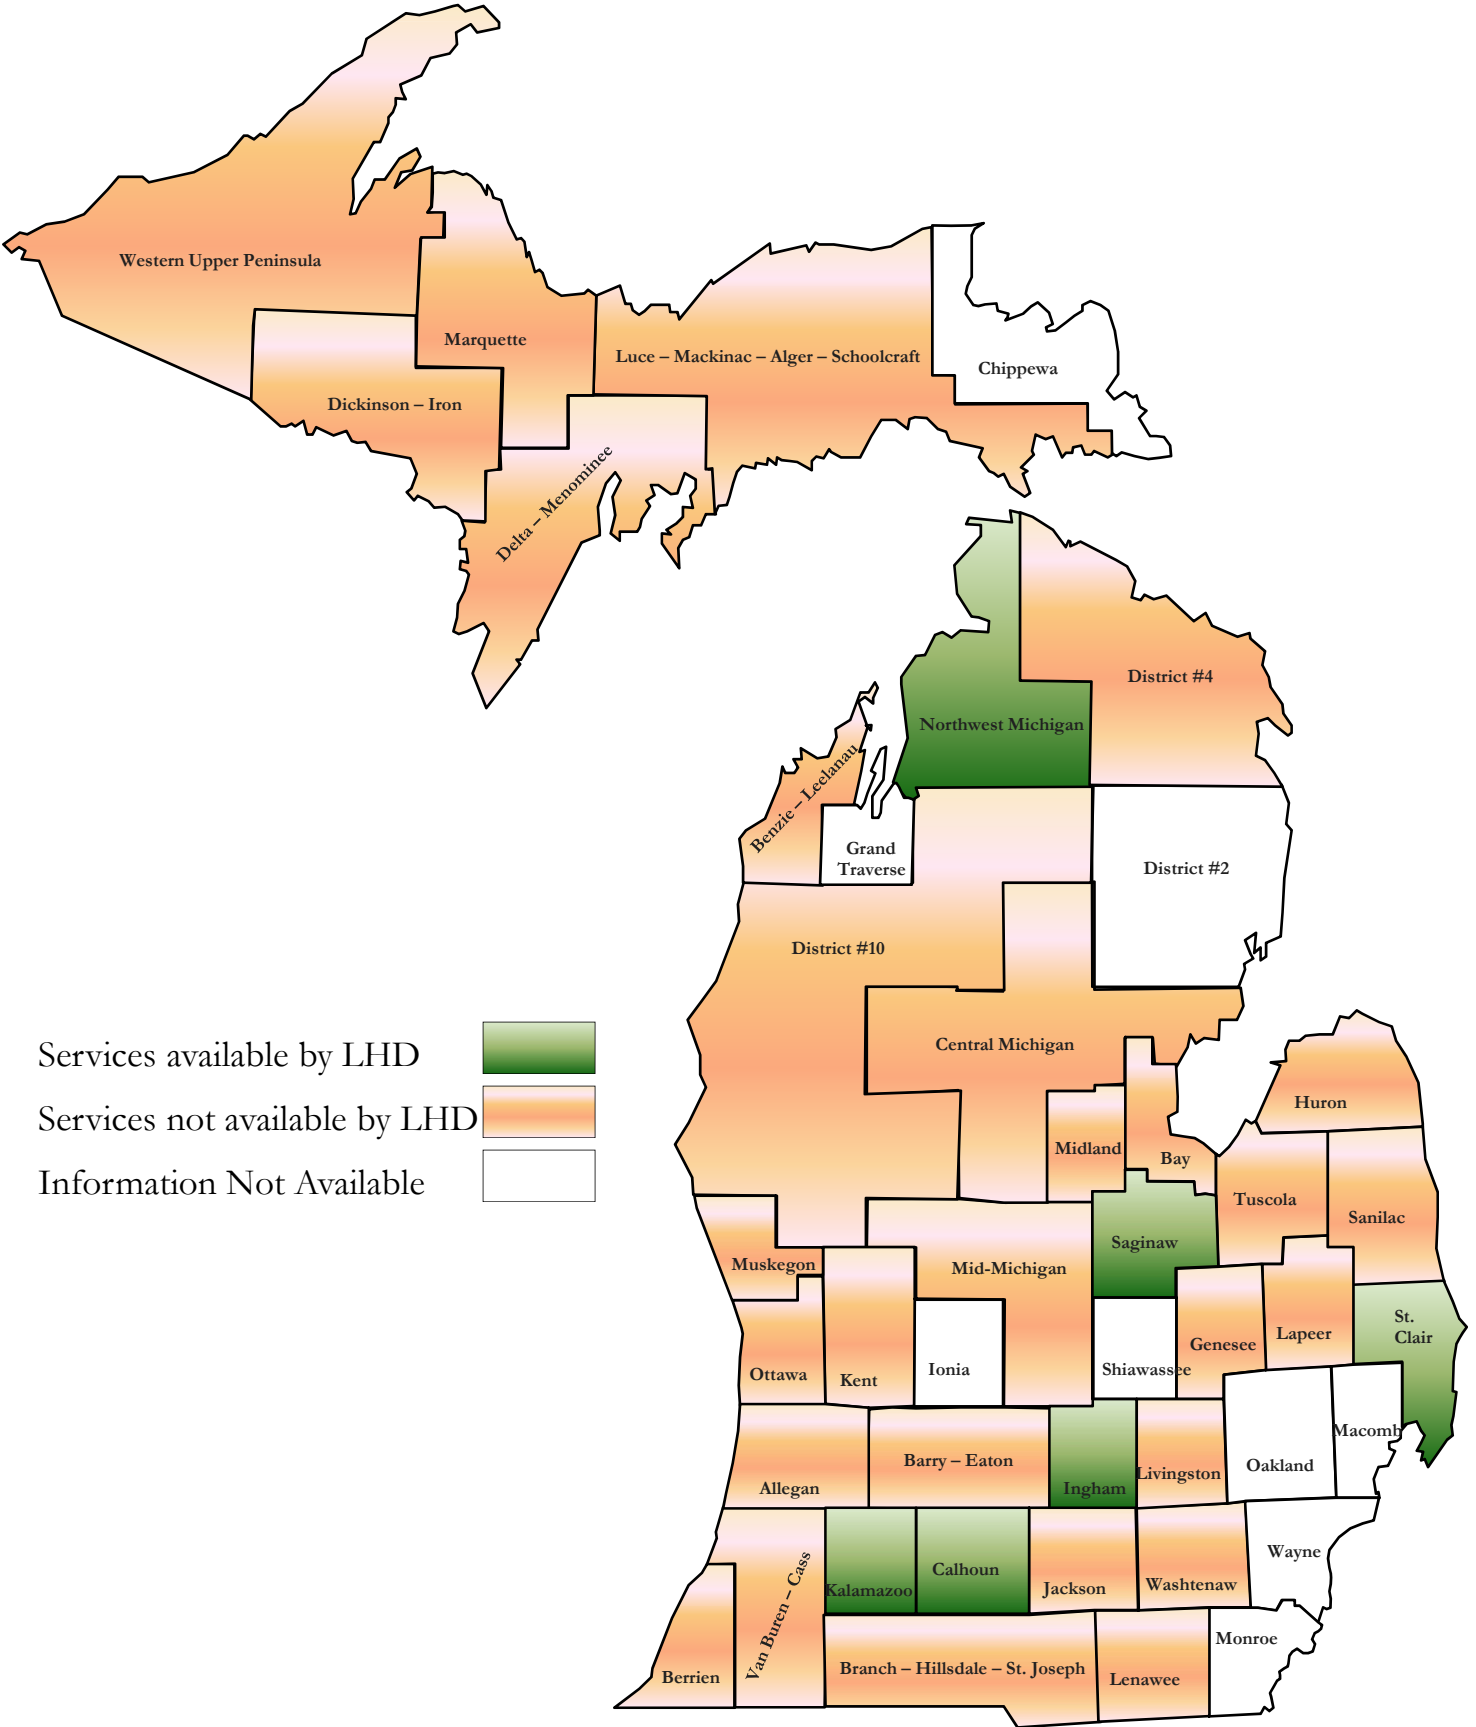 Western Upper Peninsula
Marquette
Luce – Mackinac – Alger – Schoolcraft
Chippewa
Dickinson – Iron
Delta – Menominee
District #4
Northwest Michigan
Benzie – Leelanau
Grand
Traverse
District #2
District #10
Central Michigan
Services available by LHD
Services not available by LHD
Information Not Available
Huron
Midland
Bay
Tuscola
Sanilac
Saginaw
Muskegon
Mid-Michigan
St.
Clair
Lapeer
Genesee
Ottawa
Kent
Ionia
Shiawassee
Macomb
Oakland
Barry – Eaton
Livingston
Allegan
Ingham
Wayne
Calhoun
Kalamazoo
Jackson
Washtenaw
Van Buren – Cass
Monroe
Branch – Hillsdale – St. Joseph
Berrien
Lenawee